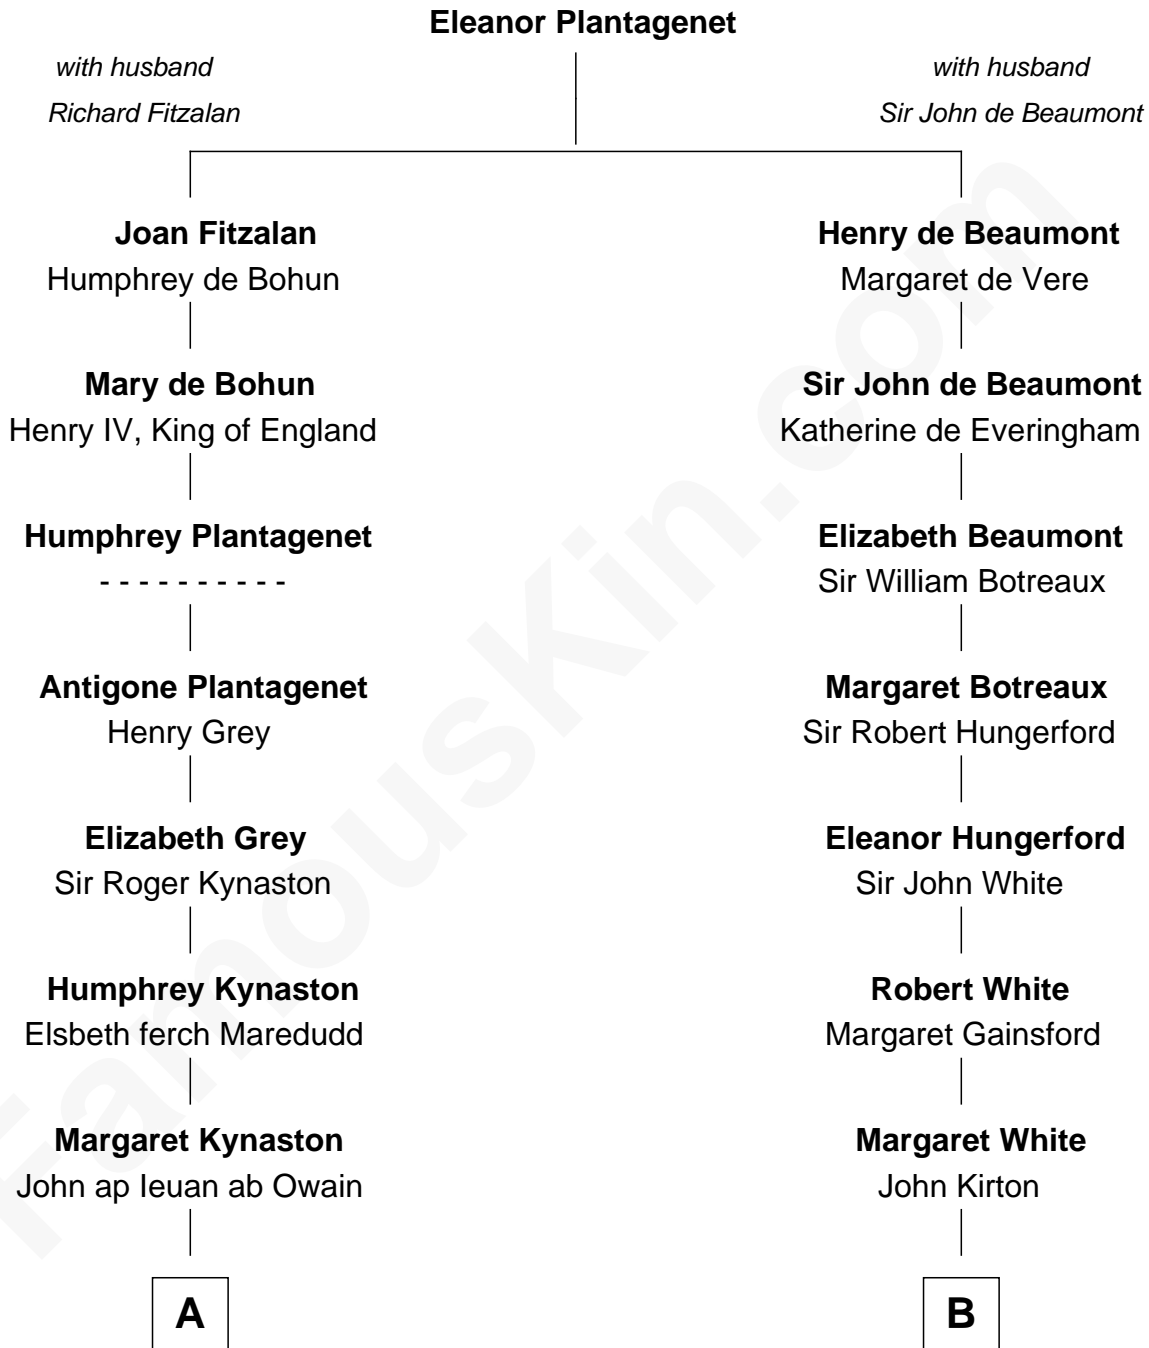 Eleanor Plantagenet
with husband
Richard Fitzalan
with husband
Sir John de Beaumont
Joan Fitzalan
Humphrey de Bohun
Mary de Bohun
Henry IV, King of England
Humphrey Plantagenet
- - - - - - - - - -
Antigone Plantagenet
Henry Grey
Elizabeth Grey
Sir Roger Kynaston
Humphrey Kynaston
Elsbeth ferch Maredudd
Margaret Kynaston
John ap Ieuan ab Owain
A
Henry de Beaumont
Margaret de Vere
Sir John de Beaumont
Katherine de Everingham
Elizabeth Beaumont
Sir William Botreaux
Margaret Botreaux
Sir Robert Hungerford
Eleanor Hungerford
Sir John White
Robert White
Margaret Gainsford
Margaret White
John Kirton
B
FamousKin.com